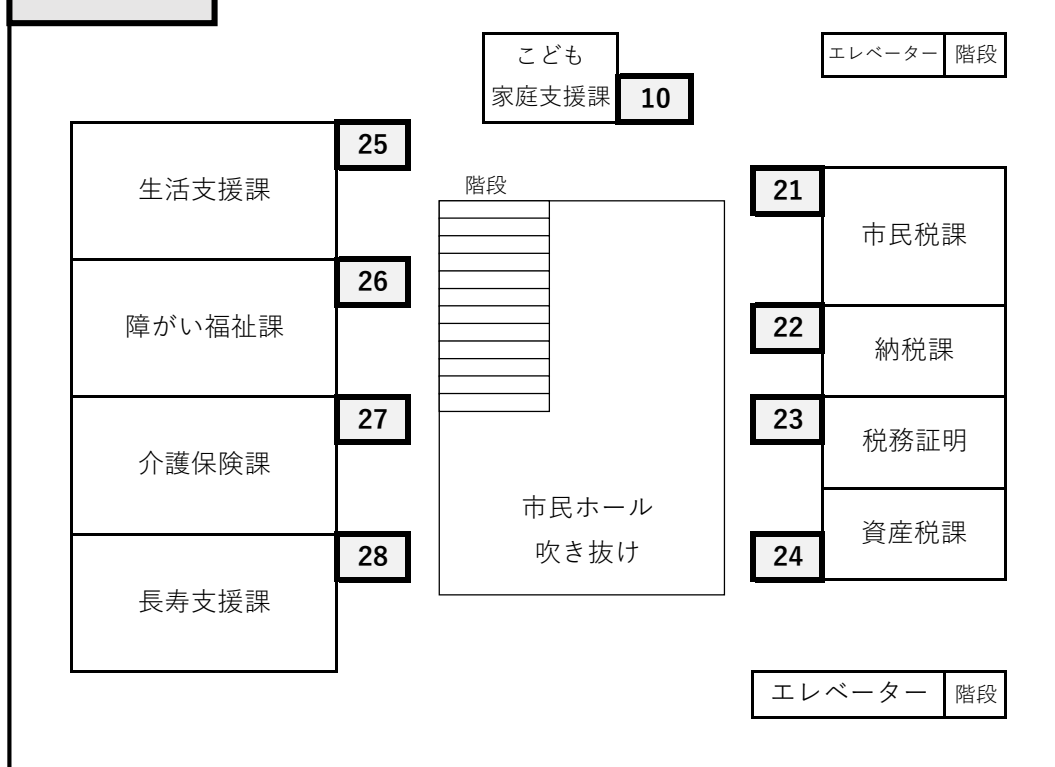 こども
家庭支援課
10
エレベーター
階段
25
生活支援課
26
障がい福祉課
27
介護保険課
28
長寿支援課
階段
市民ホール
吹き抜け
21
市民税課
22
納税課
23
税務証明
資産税課
24
エレベーター
階段